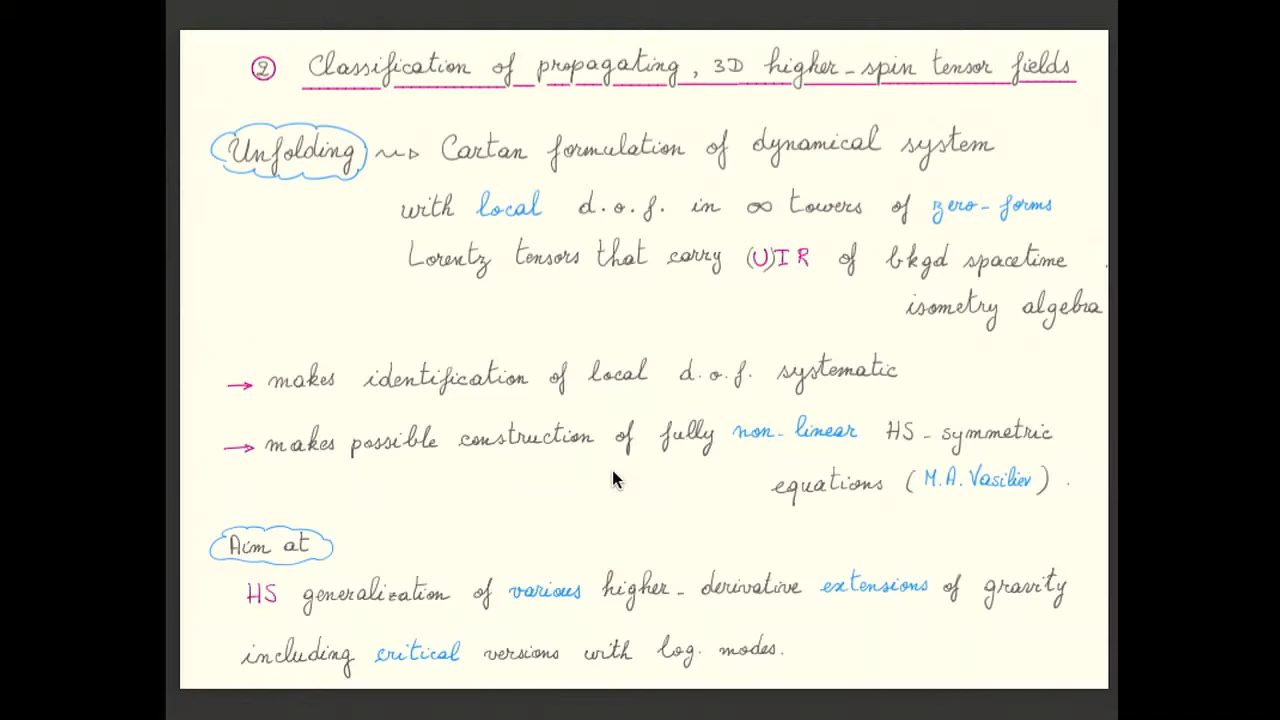 ② Classification of propagating, 3D higher-spin tensor fields
Unfolding ⇝ Cartan formulation of dynamical system
with local d.o.f. in ∞ towers of zero-forms
Lorentz tensors that carry (U)IR of bkgd spacetime
isometry algebra
→ makes identification of local d.o.f. systematic
→ makes possible construction of fully non-linear HS-symmetric
equations (M.A. Vasiliev).
Aim at
HS generalization of various higher-derivative extensions of gravity
including critical versions with log. modes.